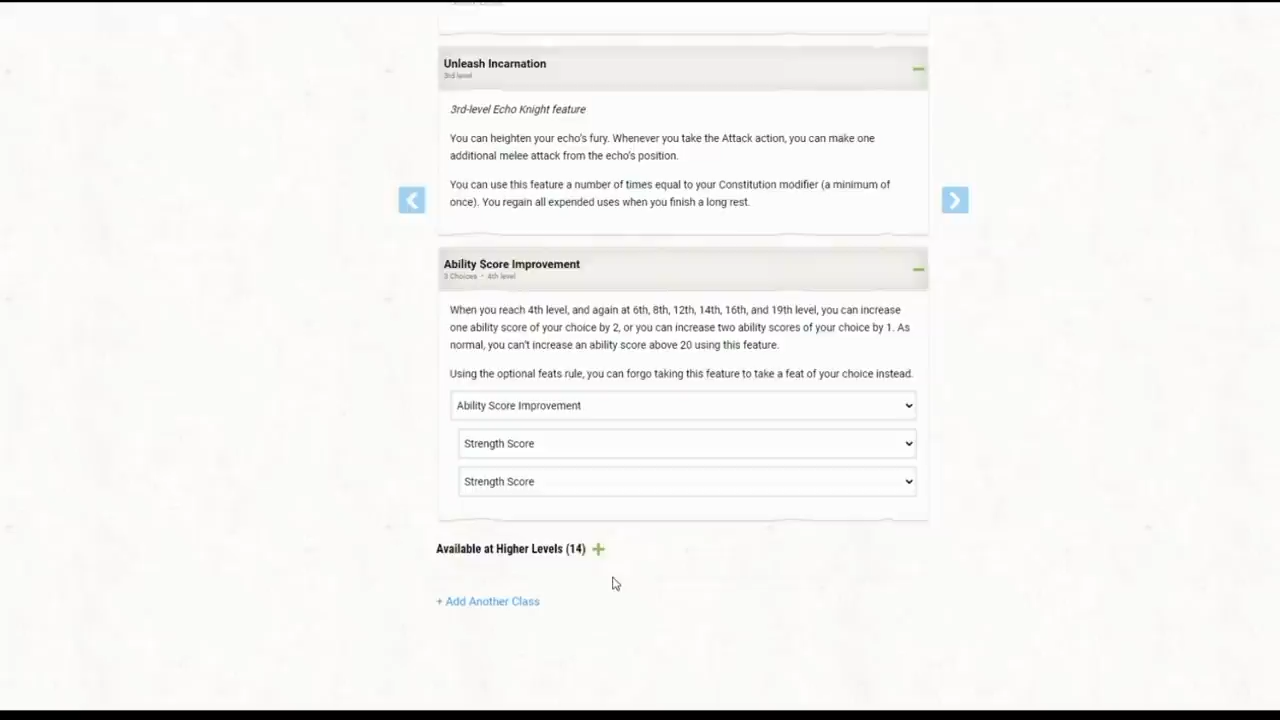 Unleash Incarnation
3rd level
3rd-level Echo Knight feature
You can heighten your echo's fury. Whenever you take the Attack action, you can make one
additional melee attack from the echo's position.
You can use this feature a number of times equal to your Constitution modifier (a minimum of
once). You regain all expended uses when you finish a long rest.
Ability Score Improvement
3 Choices • 4th level
When you reach 4th level, and again at 6th, 8th, 12th, 14th, 16th, and 19th level, you can increase
one ability score of your choice by 2, or you can increase two ability scores of your choice by 1. As
normal, you can't increase an ability score above 20 using this feature.
Using the optional feats rule, you can forgo taking this feature to take a feat of your choice instead.
Ability Score Improvement
Strength Score
Strength Score
Available at Higher Levels (14)
+ Add Another Class